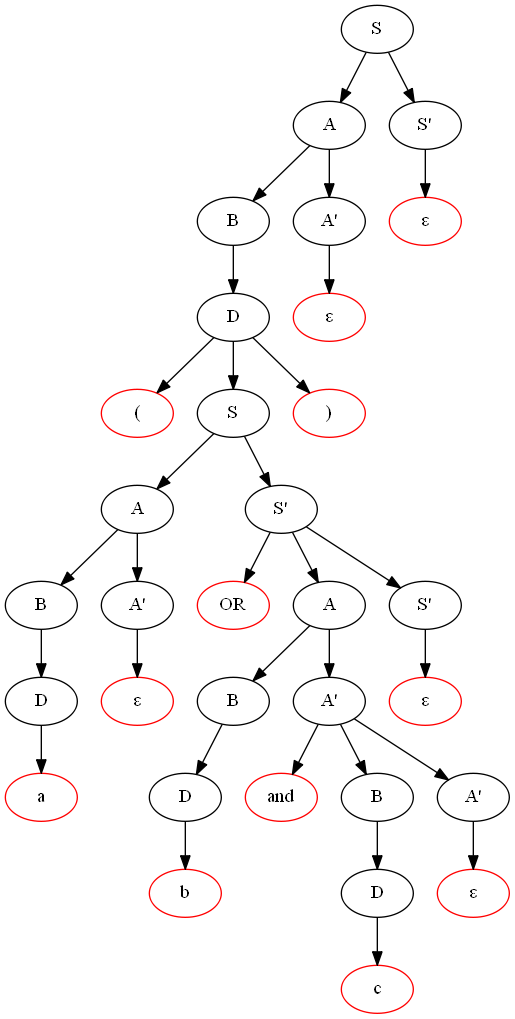 S
A S'
B A' ε
D ε
( S )
A S'
B A' OR A S'
D ε B A' ε
a D and B A'
b D ε
c